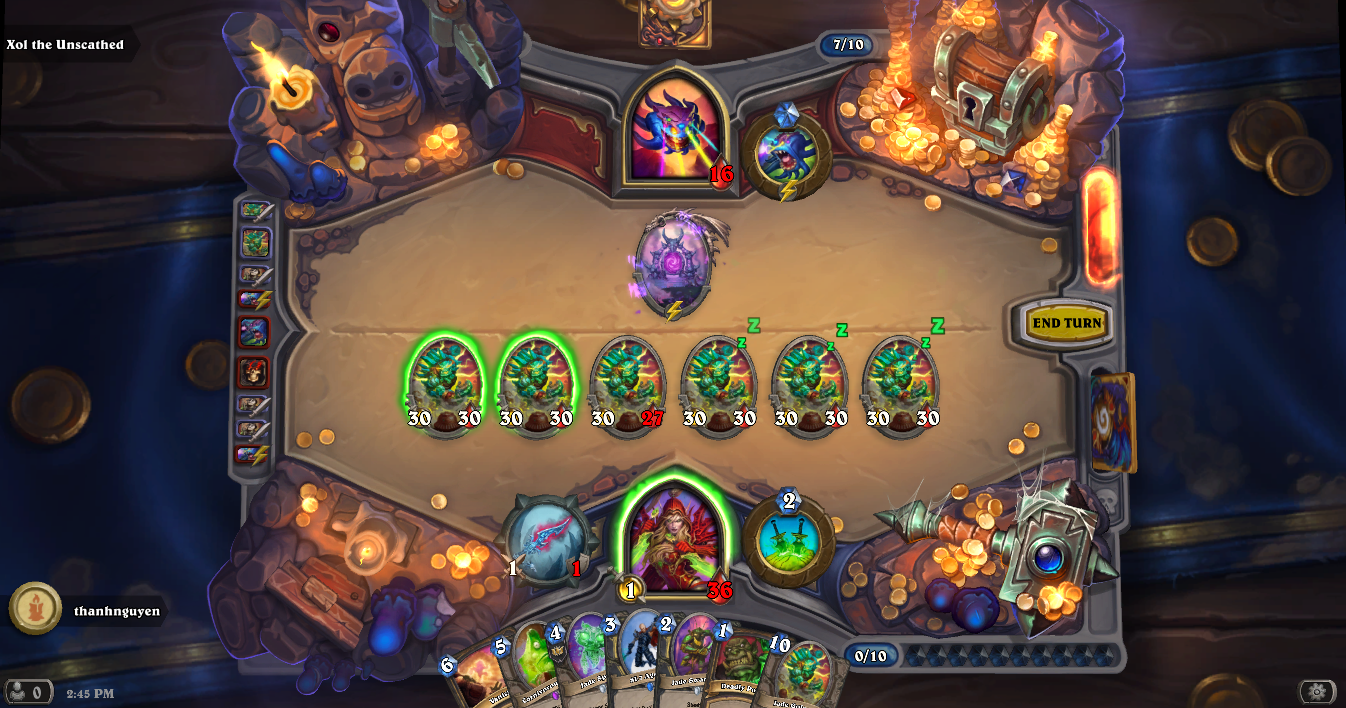 Xol the Unscathed
7/10
16
END TURN
z z z
z z z
30 30 30 30 30 27 30 30 30 30 30 30
2
1 1
1 36
thanhnguyen
6 5 4 3 2 1 10
0/10
0 2:45 PM